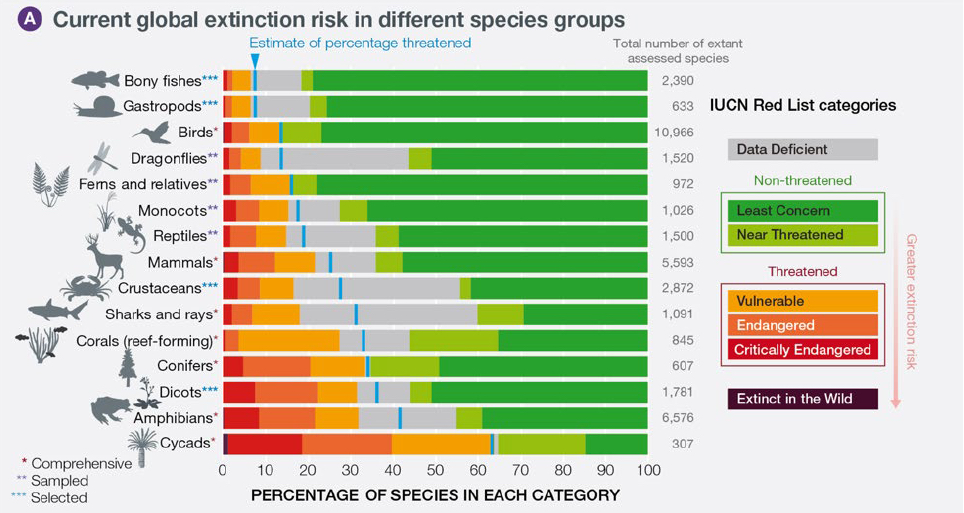 A Current global extinction risk in different species groups
Estimate of percentage threatened
Total number of extant
assessed species
Bony fishes*** 2,390
Gastropods*** 633
Birds* 10,966
Dragonflies** 1,520
Ferns and relatives** 972
Monocots** 1,026
Reptiles** 1,500
Mammals* 5,593
Crustaceans*** 2,872
Sharks and rays* 1,091
Corals (reef-forming)* 845
Conifers* 607
Dicots*** 1,781
Amphibians* 6,576
Cycads* 307
0 10 20 30 40 50 60 70 80 90 100
PERCENTAGE OF SPECIES IN EACH CATEGORY
* Comprehensive
** Sampled
*** Selected
IUCN Red List categories
Data Deficient
Non-threatened
Least Concern
Near Threatened
Threatened
Vulnerable
Endangered
Critically Endangered
Extinct in the Wild
Greater extinction risk